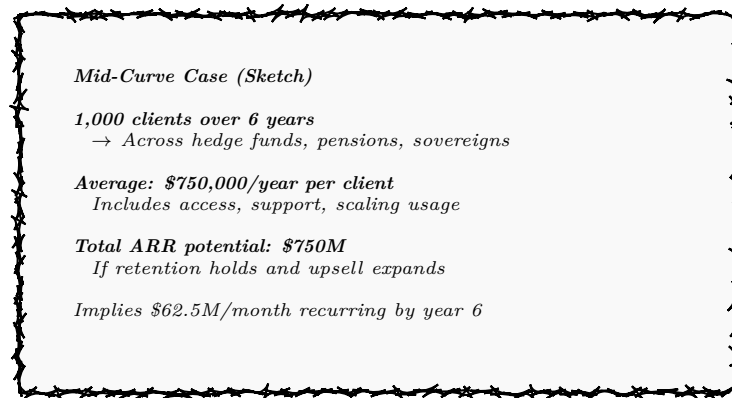 Mid-Curve Case (Sketch)
1,000 clients over 6 years
→ Across hedge funds, pensions, sovereigns
Average: $750,000/year per client
Includes access, support, scaling usage
Total ARR potential: $750M
If retention holds and upsell expands
Implies $62.5M/month recurring by year 6